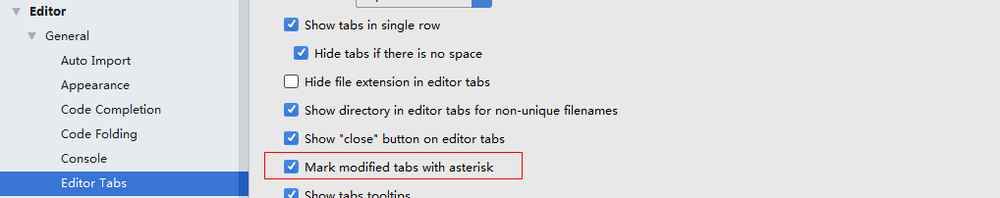 Editor
General
Auto Import
Appearance
Code Completion
Code Folding
Console
Editor Tabs
Show tabs in single row
Hide tabs if there is no space
Hide file extension in editor tabs
Show directory in editor tabs for non-unique filenames
Show "close" button on editor tabs
Mark modified tabs with asterisk
Show tabs tooltips